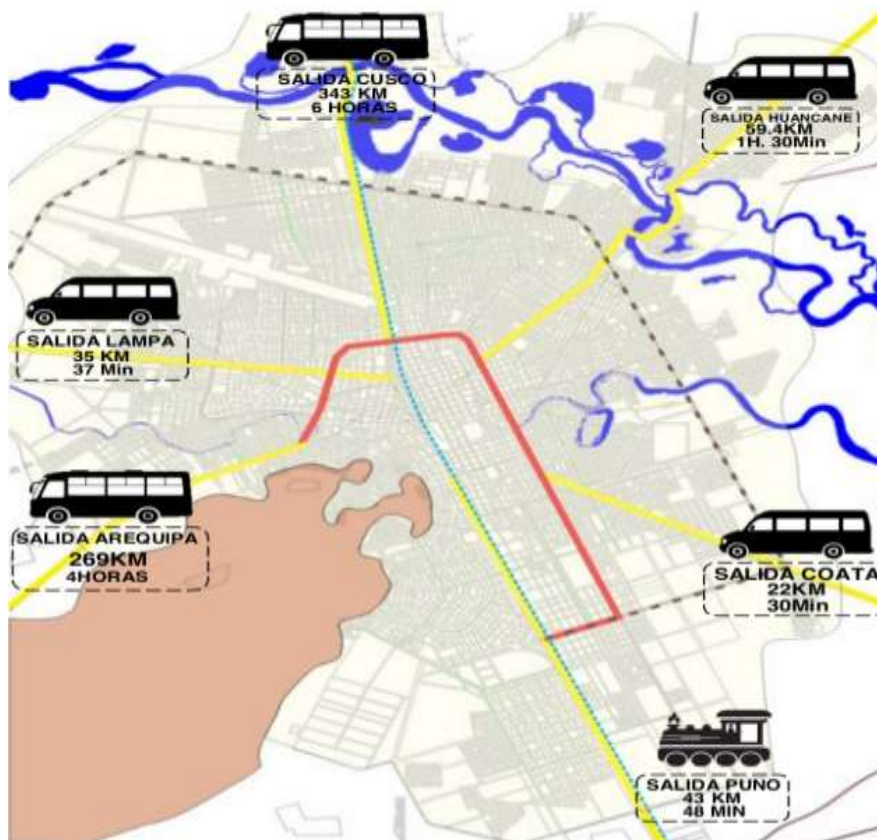 SALIDA CUSCO
343 KM
6 HORAS
SALIDA HUANCANE
59.4KM
1H. 30Min
SALIDA LAMPA
35 KM
37 Min
SALIDA AREQUIPA
269KM
4HORAS
SALIDA COATA
22KM
30Min
SALIDA PUNO
43 KM
48 MIN